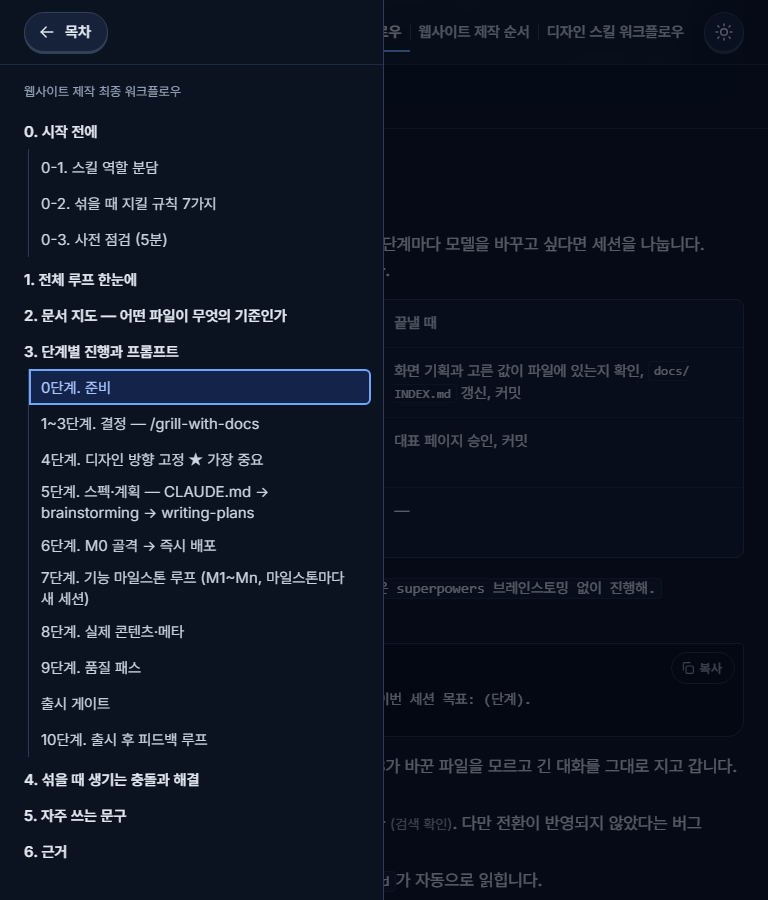 목차
로우
웹사이트 제작 순서
디자인 스킬 워크플로우
웹사이트 제작 최종 워크플로우
0. 시작 전에
0-1. 스킬 역할 분담
0-2. 섞을 때 지킬 규칙 7가지
0-3. 사전 점검 (5분)
1. 전체 루프 한눈에
2. 문서 지도 — 어떤 파일이 무엇의 기준인가
3. 단계별 진행과 프롬프트
0단계. 준비
1~3단계. 결정 — /grill-with-docs
4단계. 디자인 방향 고정 ★ 가장 중요
5단계. 스펙·계획 — CLAUDE.md →
brainstorming → writing-plans
6단계. M0 골격 → 즉시 배포
7단계. 기능 마일스톤 루프 (M1~Mn, 마일스톤마다
새 세션)
8단계. 실제 콘텐츠·메타
9단계. 품질 패스
출시 게이트
10단계. 출시 후 피드백 루프
4. 섞을 때 생기는 충돌과 해결
5. 자주 쓰는 문구
6. 근거
단계마다 모델을 바꾸고 싶다면 세션을 나눕니다.
끝낼 때
화면 기획과 고른 값이 파일에 있는지 확인, docs/
INDEX.md 갱신, 커밋
대표 페이지 승인, 커밋
—
superpowers 브레인스토밍 없이 진행해.
복사
이번 세션 목표: (단계).
가 바꾼 파일을 모르고 긴 대화를 그대로 지고 갑니다.
(검색 확인). 다만 전환이 반영되지 않았다는 버그
가 자동으로 읽힙니다.